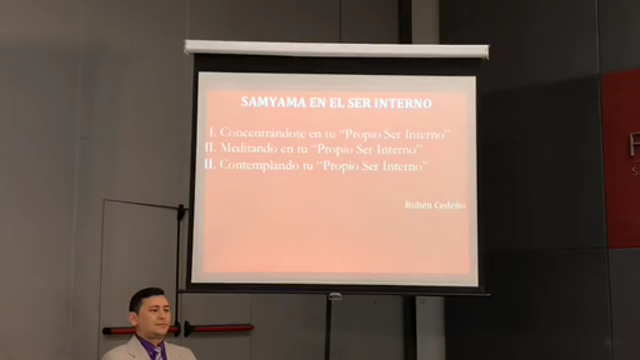 SAMYAMA EN EL SER INTERNO
I. Concentrándote en tu “Propio Ser Interno”
II. Meditando en tu “Propio Ser Interno”
II. Contemplando tu “Propio Ser Interno”
Rubén Cedeño